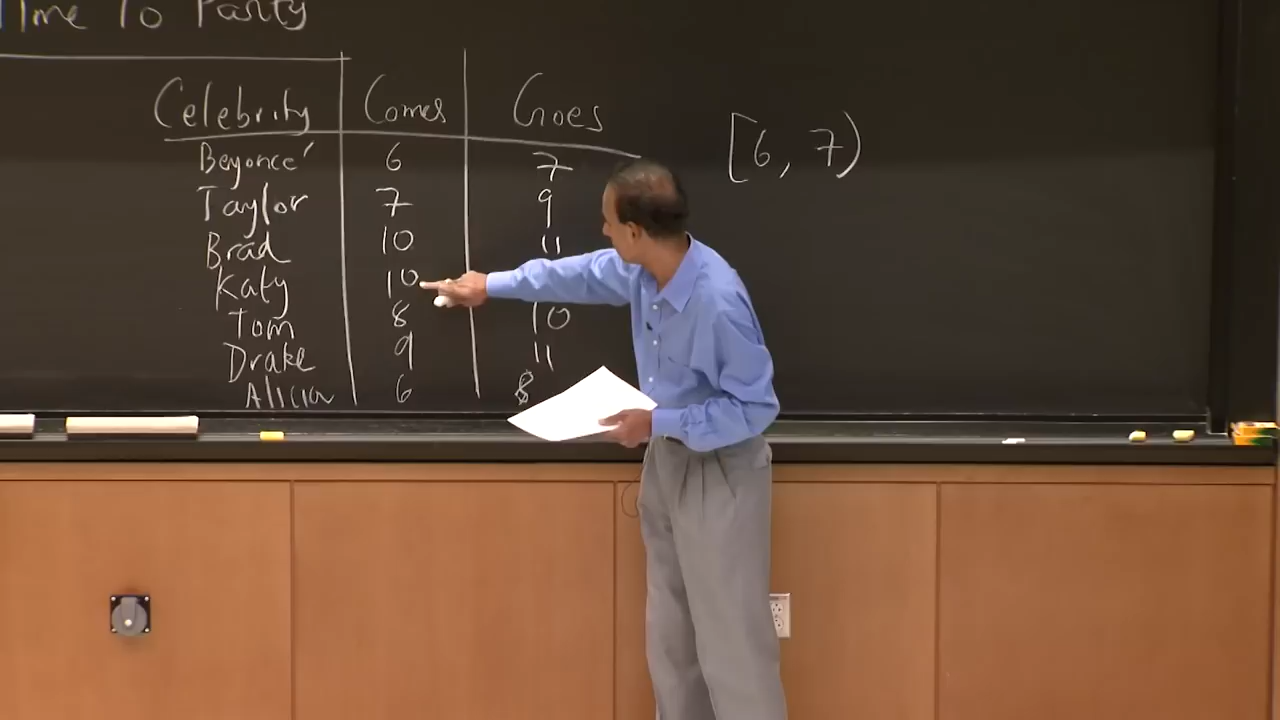 Time To Party
Celebrity Comes Goes
Beyonce' 6 7
Taylor 7 9
Brad 10 11
Katy 10
Tom 8 10
Drake 9 11
Alicia 6 8
[6, 7)